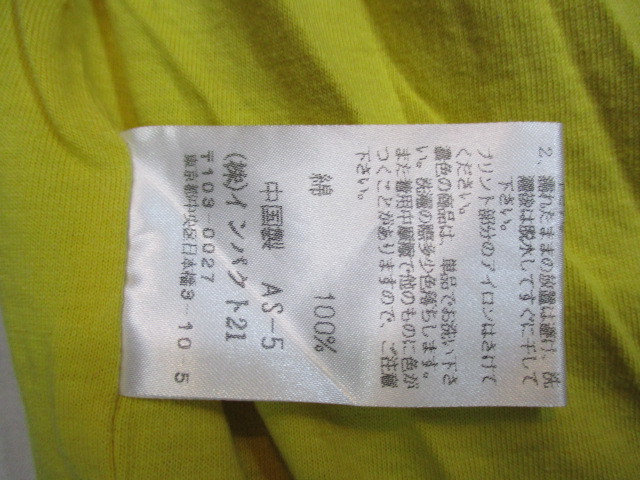 2、濡れたままの放置は避け、洗
濯後は脱水してすぐに干して
下さい。
プリント部分のアイロンはさけて
ください。
濃色の商品は、単品でお洗い下さ
い。洗濯の際多少色落ちします。
また着用中摩擦で他のものに色が
つくことがありますので、ご注意
下さい。
綿 100%
中国製 AS-5
(株)インパクト21
〒103-0027
東京都中央区日本橋3-10-5